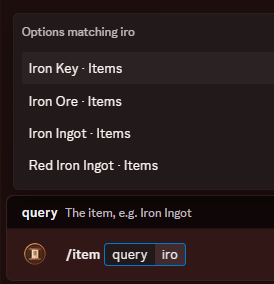 Options matching iro
Iron Key · Items
Iron Ore · Items
Iron Ingot · Items
Red Iron Ingot · Items
query The item, e.g. Iron Ingot
/item query iro